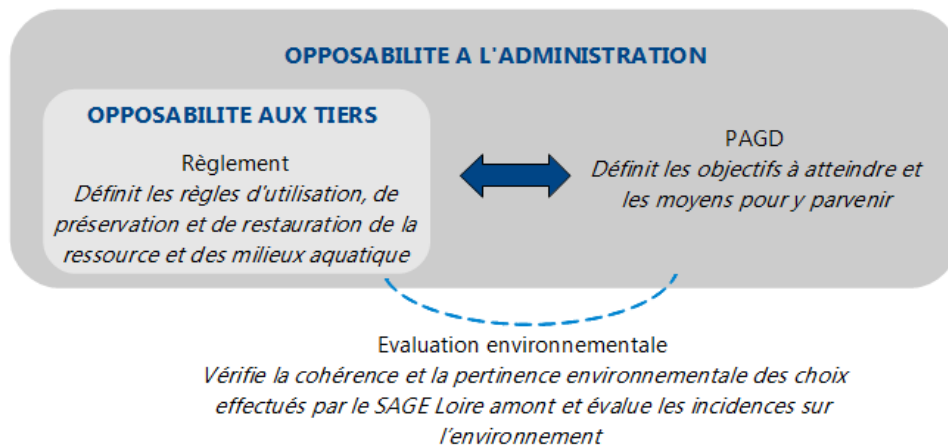 OPPOSABILITE A L'ADMINISTRATION
OPPOSABILITE AUX TIERS
Règlement
Définit les règles d'utilisation, de
préservation et de restauration de la
ressource et des milieux aquatique
PAGD
Définit les objectifs à atteindre et
les moyens pour y parvenir
Evaluation environnementale
Vérifie la cohérence et la pertinence environnementale des choix
effectués par le SAGE Loire amont et évalue les incidences sur
l'environnement